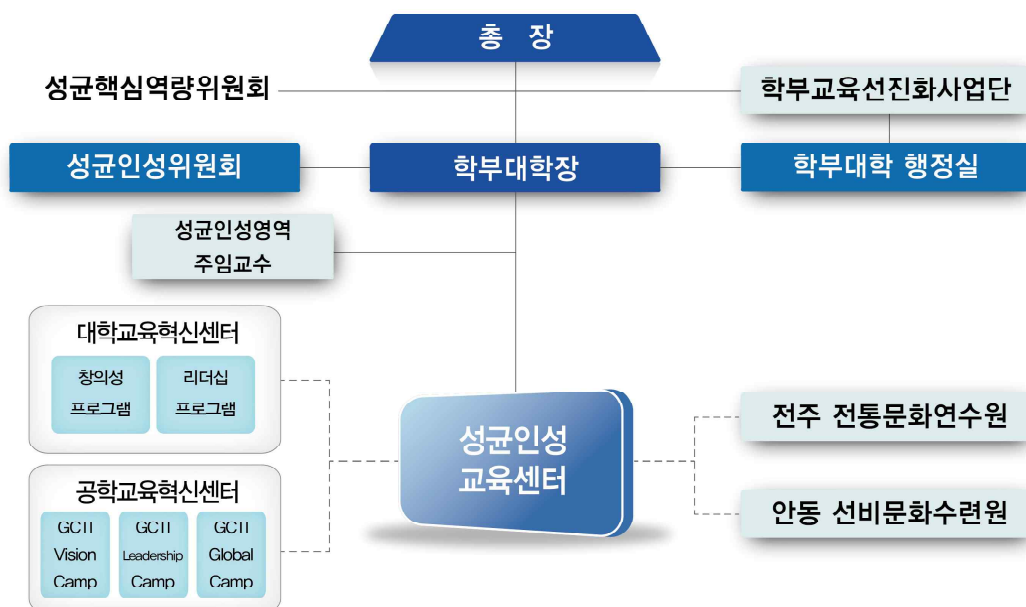 총 장
성균핵심역량위원회
학부교육선진화사업단
성균인성위원회
학부대학장
학부대학 행정실
성균인성영역
주임교수
대학교육혁신센터
창의성
프로그램
리더십
프로그램
성균인성
교육센터
전주 전통문화연수원
안동 선비문화수련원
공학교육혁신센터
GCTI
Vision
Camp
GCTI
Leadership
Camp
GCTI
Global
Camp